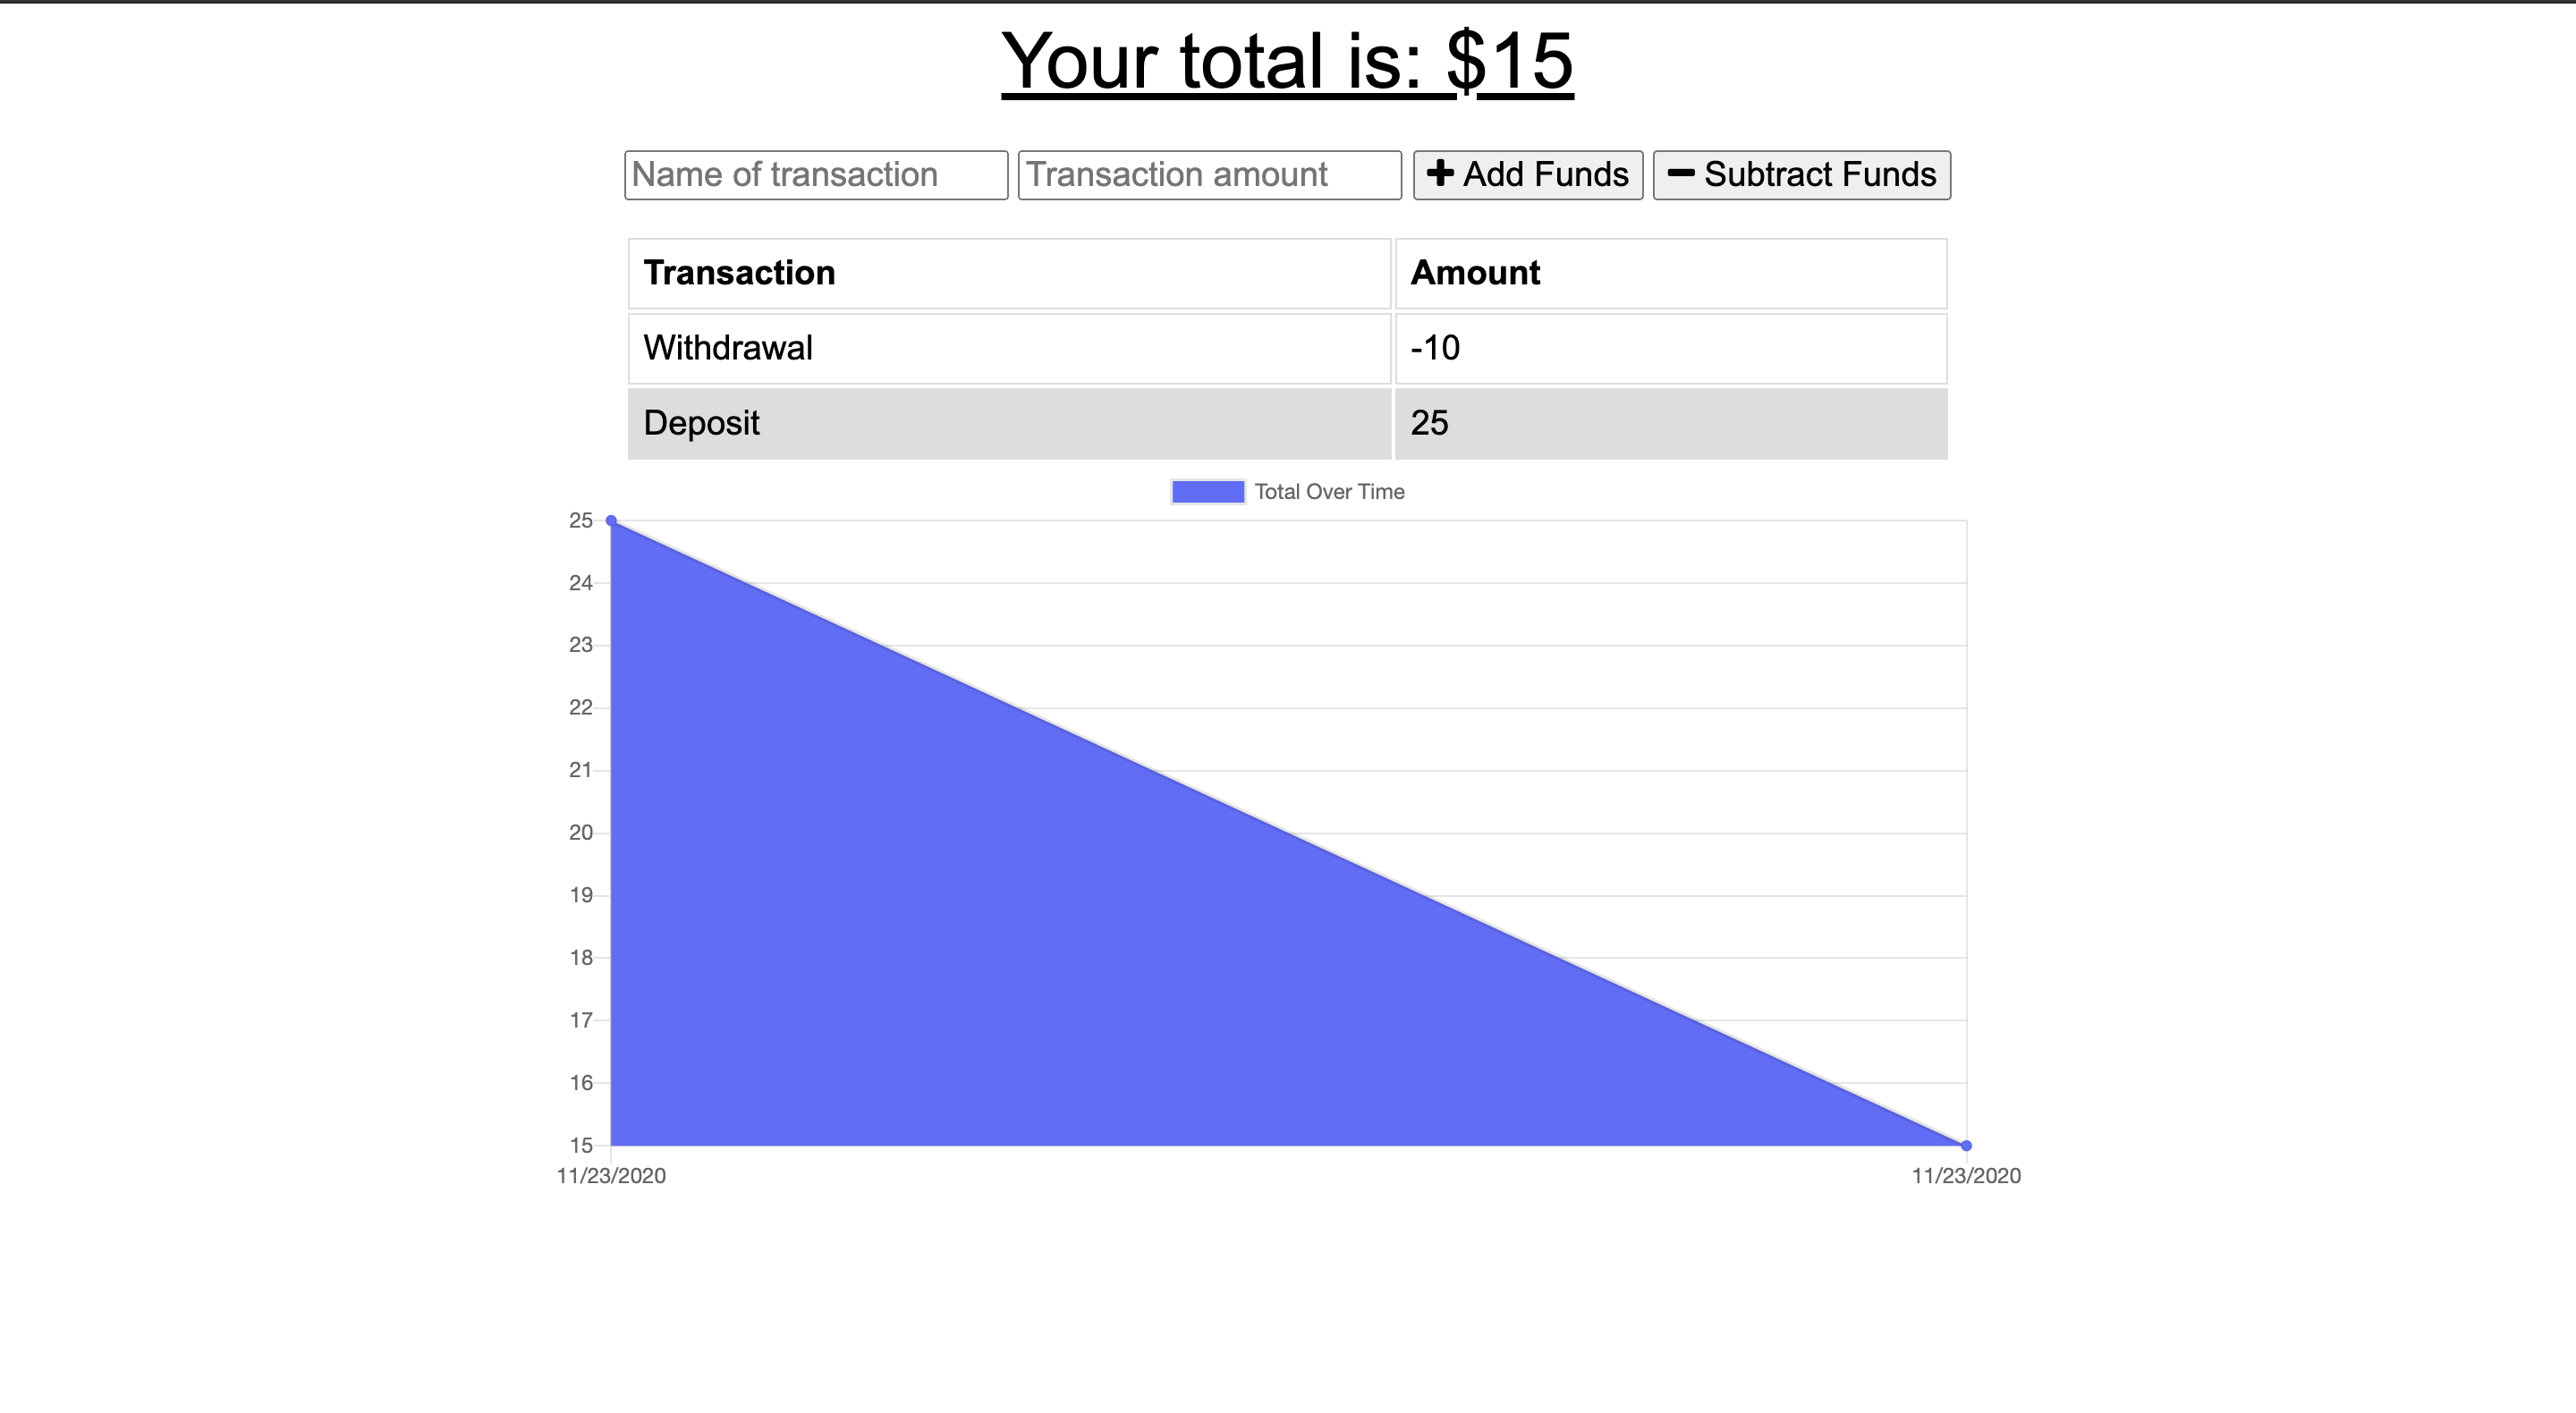 Your total is: $15
Name of transaction Transaction amount Add Funds Subtract Funds
Transaction Amount
Withdrawal -10
Deposit 25
Total Over Time
25
24
23
22
21
20
19
18
17
16
15
11/23/2020 11/23/2020